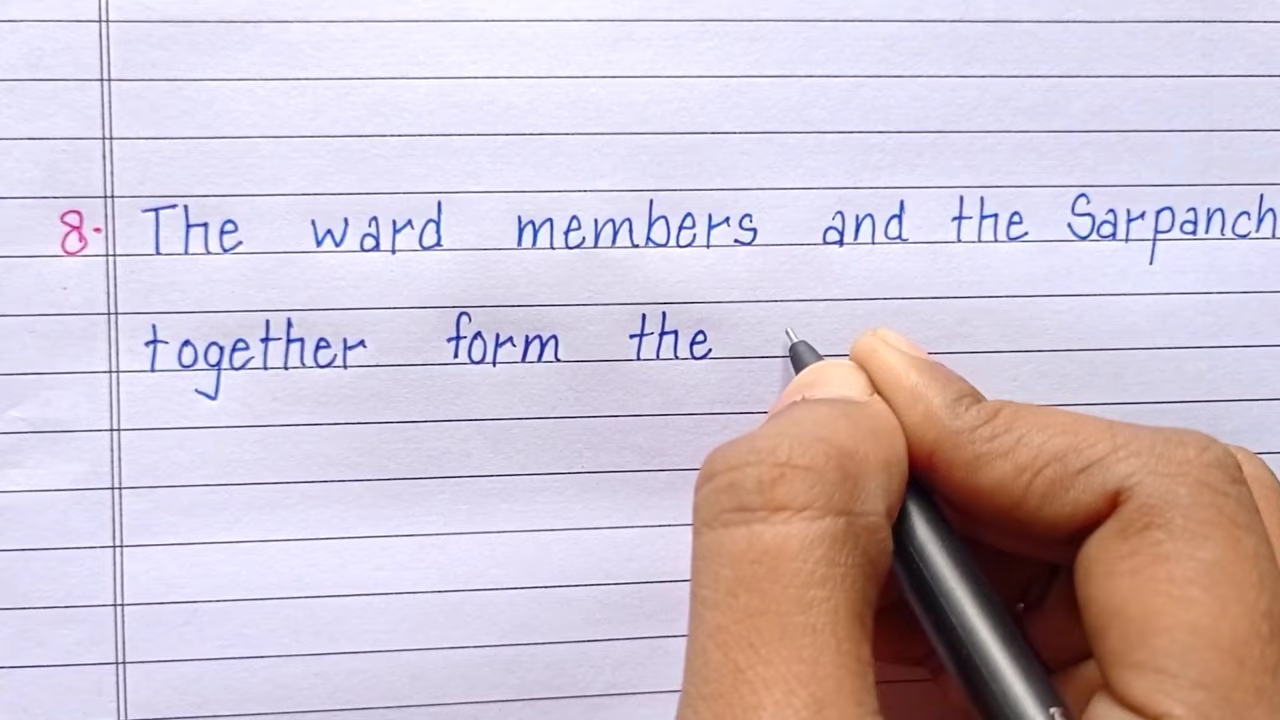 8. The ward members and the Sarpanch
together form the